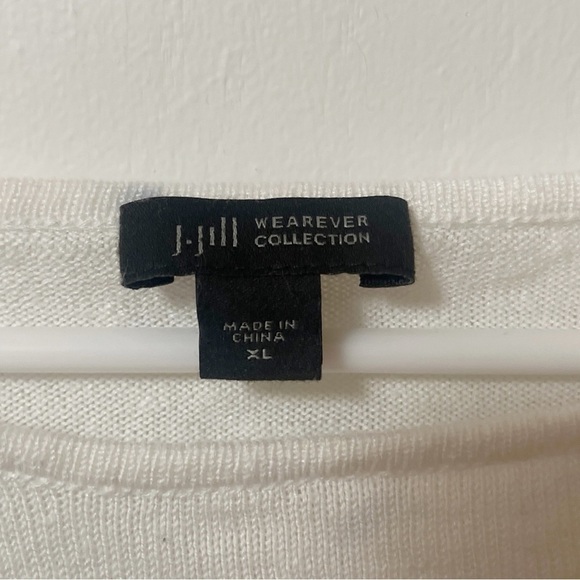 J.Jill WEAREVER
COLLECTION
MADE IN
CHINA
XL